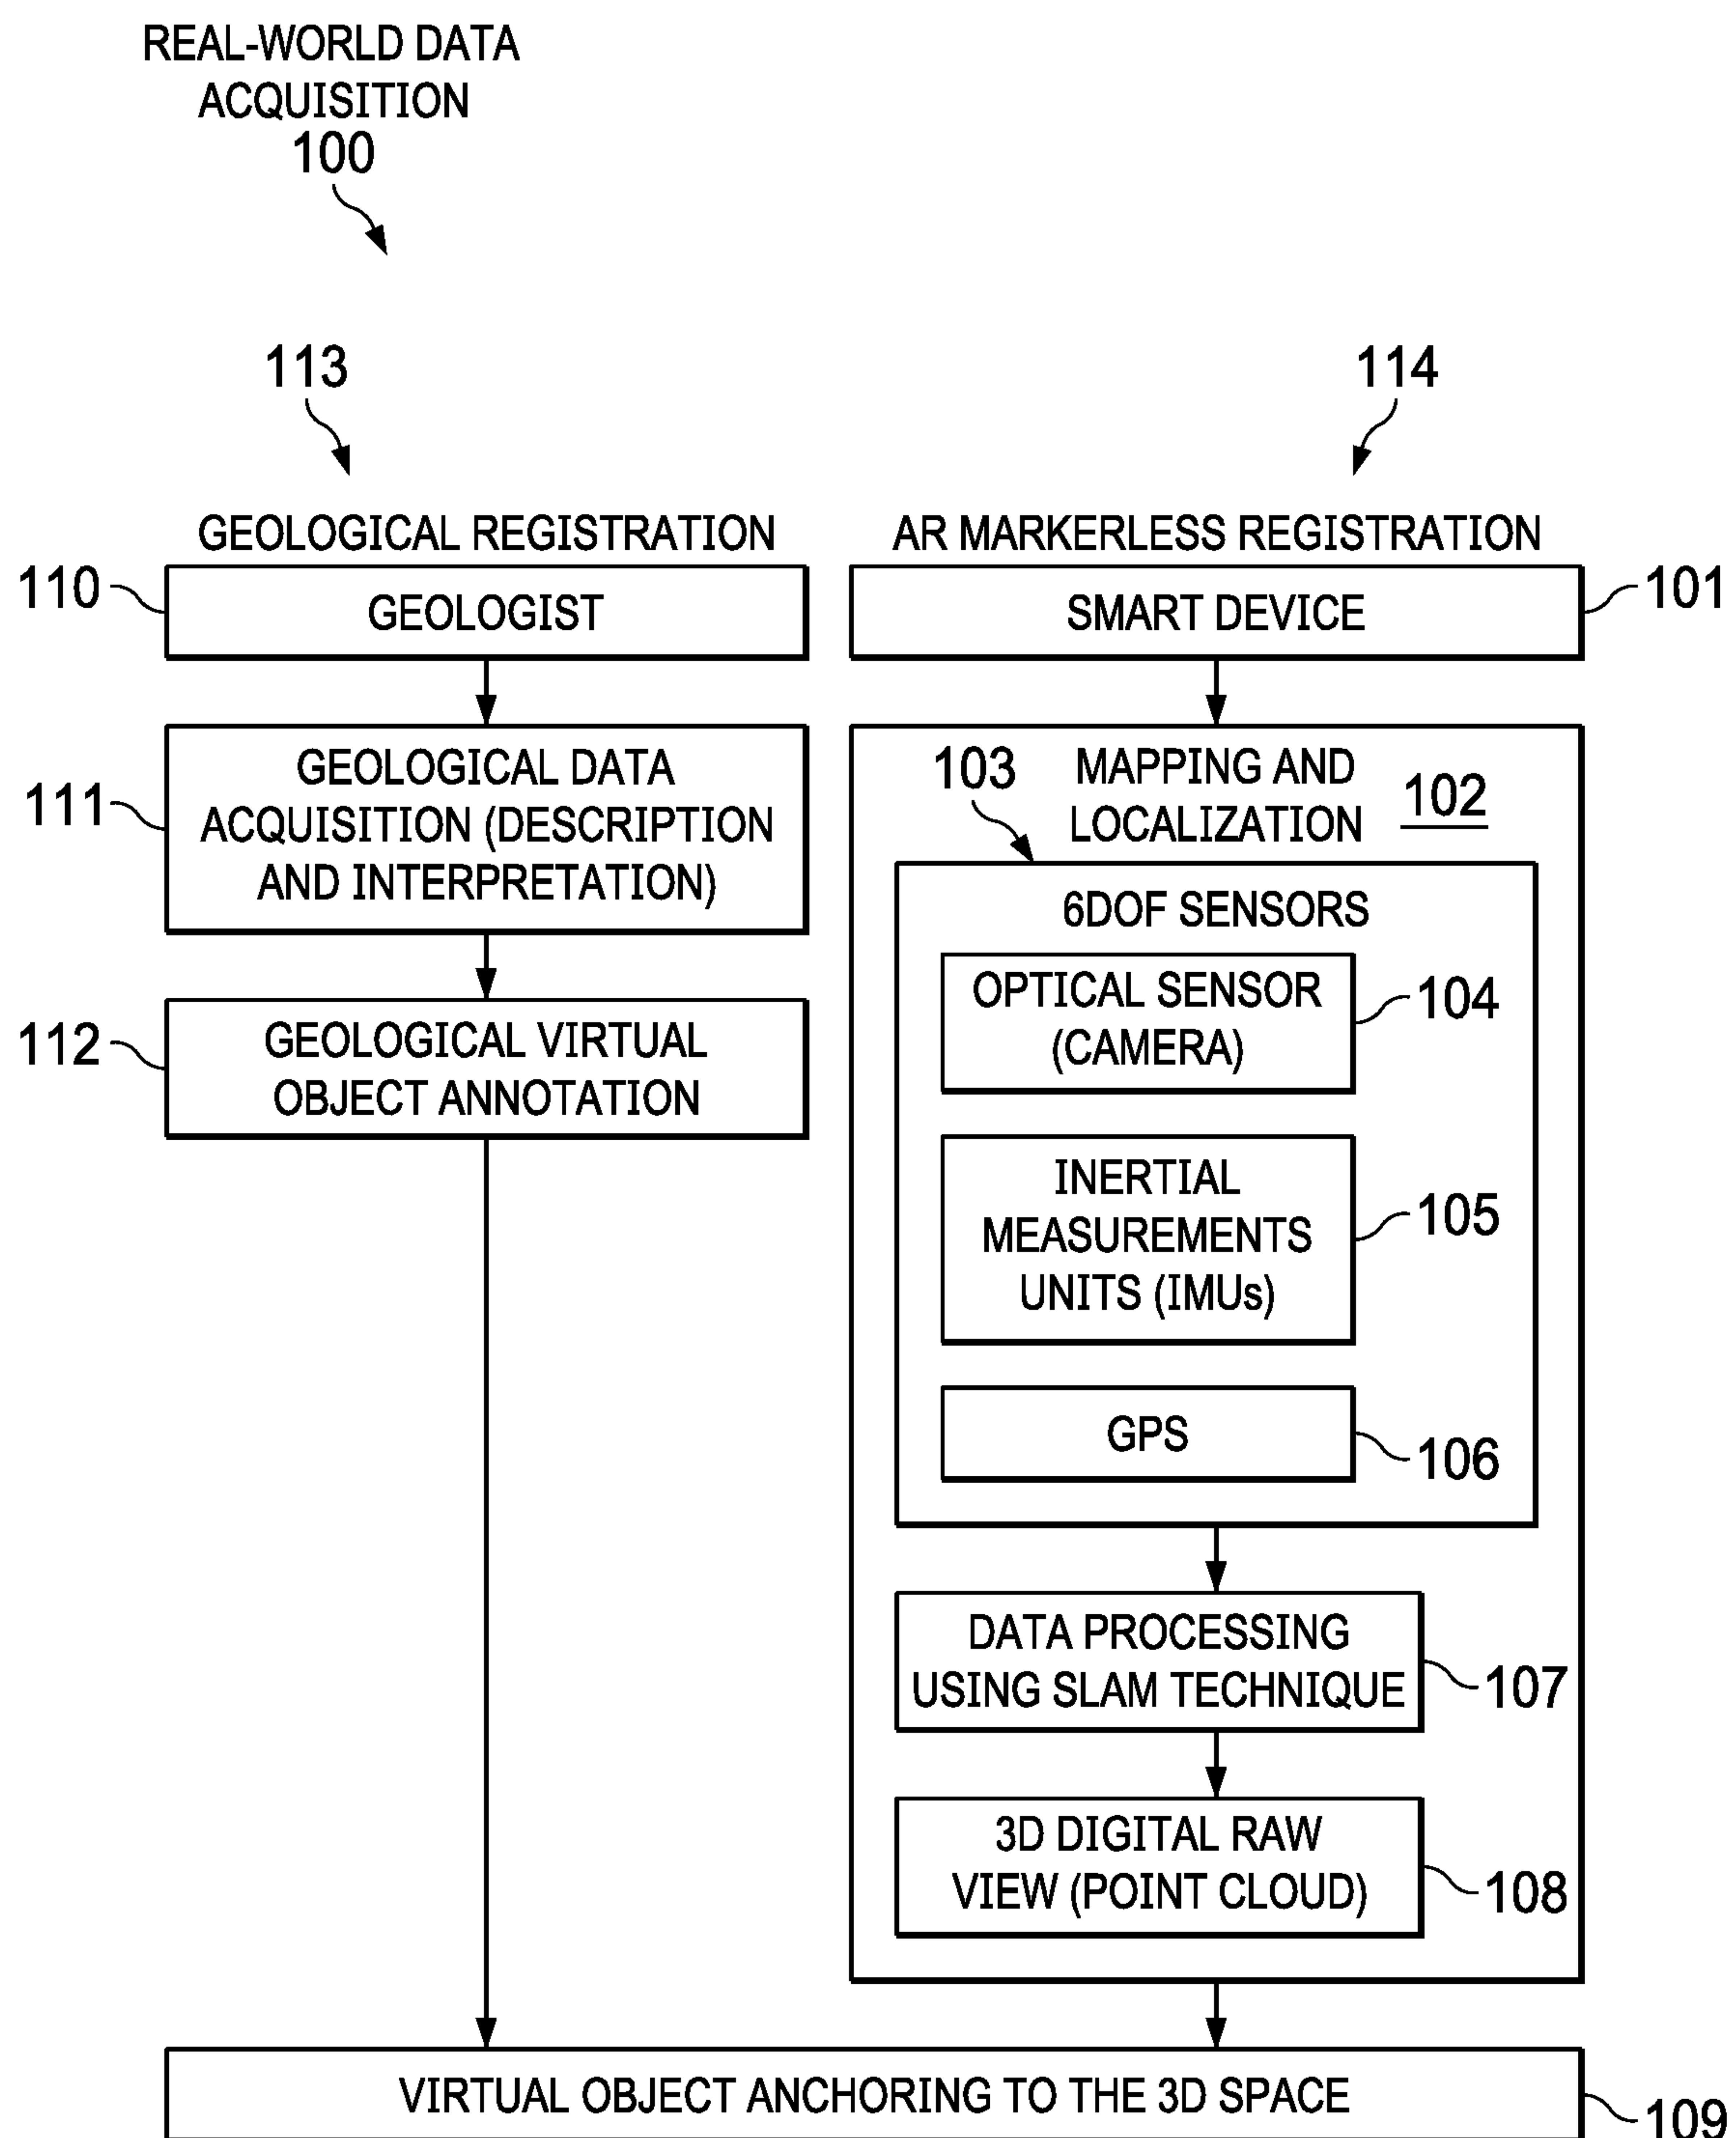 REAL-WORLD DATA
ACQUISITION
100
113
114
GEOLOGICAL REGISTRATION
110
GEOLOGIST
111
GEOLOGICAL DATA
ACQUISITION (DESCRIPTION
AND INTERPRETATION)
112
GEOLOGICAL VIRTUAL
OBJECT ANNOTATION
AR MARKERLESS REGISTRATION
SMART DEVICE
101
103
MAPPING AND
LOCALIZATION
102
6DOF SENSORS
OPTICAL SENSOR
(CAMERA)
104
INERTIAL
MEASUREMENTS
UNITS (IMUs)
105
GPS
106
DATA PROCESSING
USING SLAM TECHNIQUE
107
3D DIGITAL RAW
VIEW (POINT CLOUD)
108
VIRTUAL OBJECT ANCHORING TO THE 3D SPACE
109